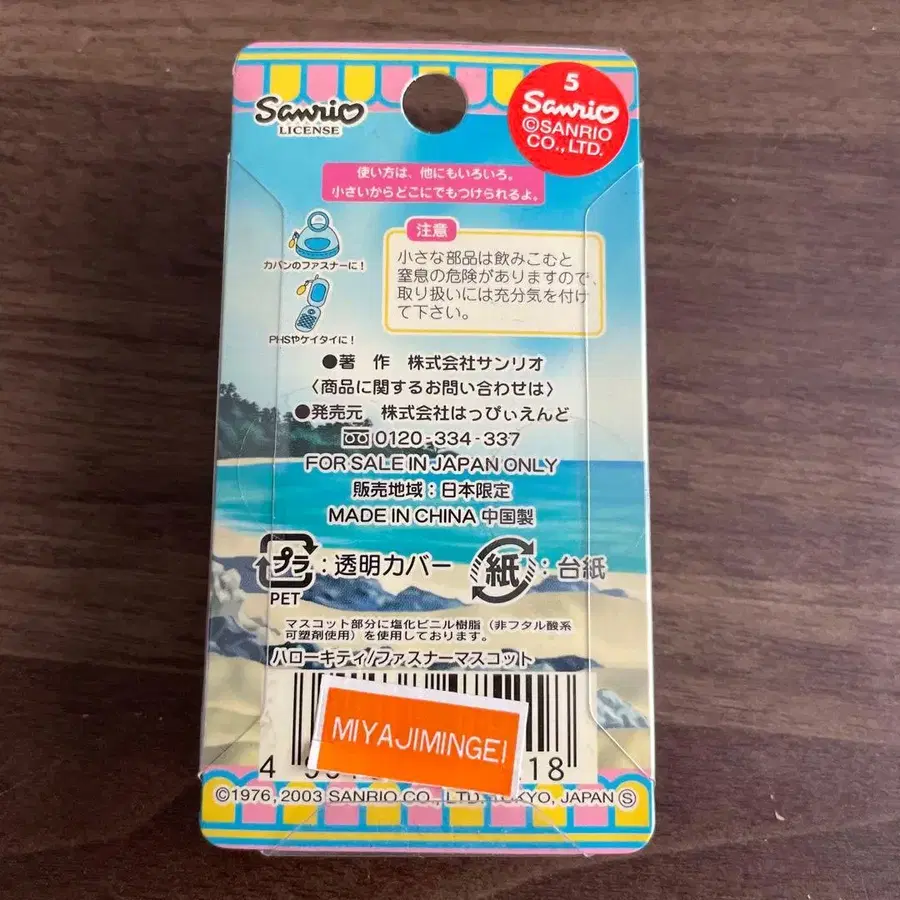 Sanrio
LICENSE
5
Sanrio
©SANRIO
CO., LTD.
使い方は、他にもいろいろ。
小さいからどこにでもつけられるよ。
カバンのファスナーに!
PHSやケイタイに!
注意
小さな部品は飲みこむと
窒息の危険がありますので、
取り扱いには充分気を付け
て下さい。
●著 作 株式会社サンリオ
〈商品に関するお問い合わせは〉
●発売元 株式会社はっぴぃえんど
0120-334-337
FOR SALE IN JAPAN ONLY
販売地域:日本限定
MADE IN CHINA 中国製
プラ:透明カバー
PET
紙:台紙
マスコット部分に塩化ビニル樹脂(非フタル酸系
可塑剤使用)を使用しております。
ハローキティ/ファスナーマスコット
MIYAJIMINGEI
4 18
©1976, 2003 SANRIO CO., LTD. TOKYO, JAPAN Ⓢ